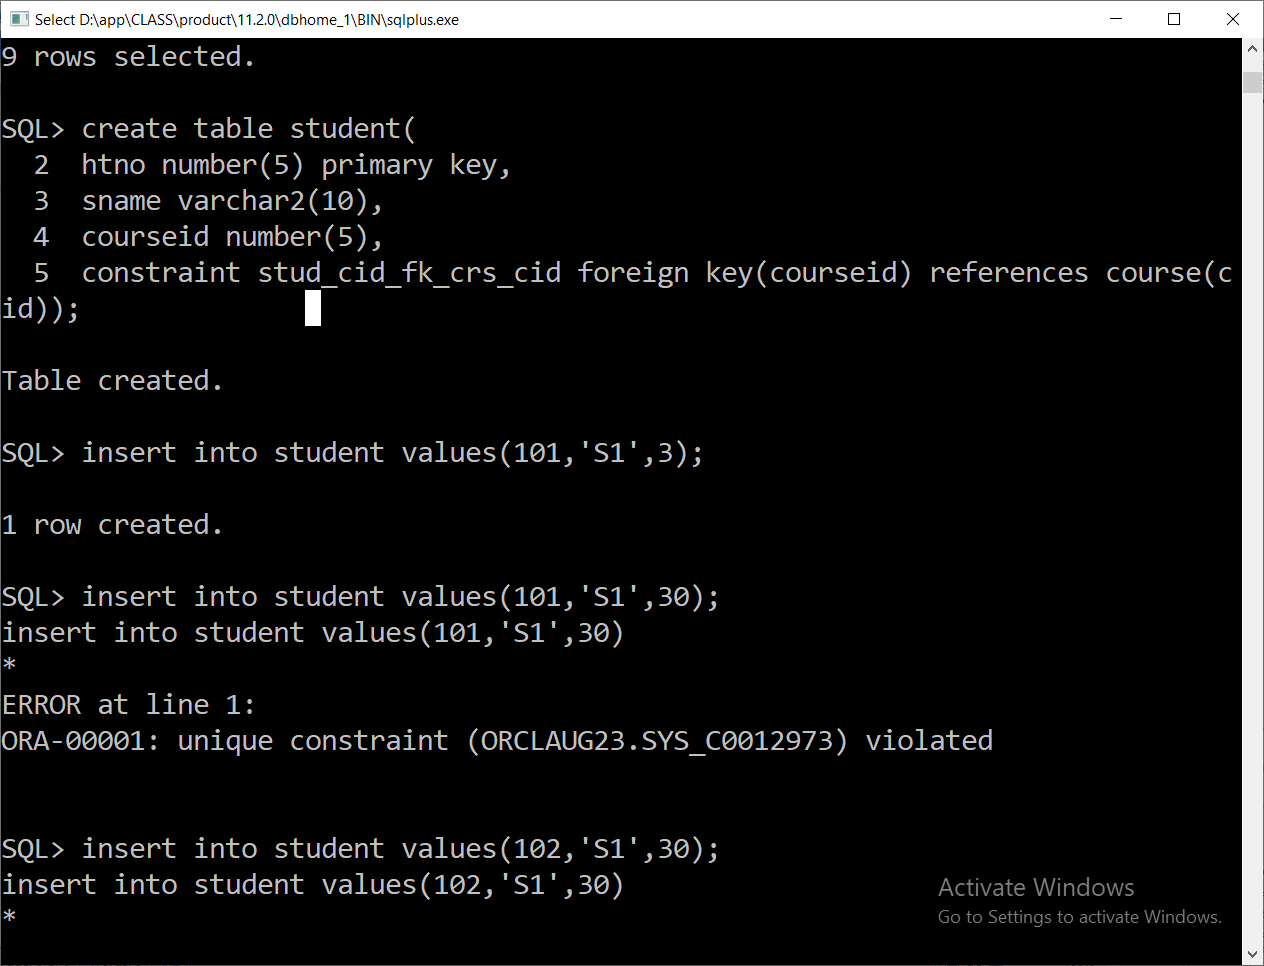 Select D:\app\CLASS\product\11.2.0\dbhome_1\BIN\sqlplus.exe
9 rows selected.
SQL> create table student(
  2  htno number(5) primary key,
  3  sname varchar2(10),
  4  courseid number(5),
  5  constraint stud_cid_fk_crs_cid foreign key(courseid) references course(c
id));
Table created.
SQL> insert into student values(101,'S1',3);
1 row created.
SQL> insert into student values(101,'S1',30);
insert into student values(101,'S1',30)
*
ERROR at line 1:
ORA-00001: unique constraint (ORCLAUG23.SYS_C0012973) violated
SQL> insert into student values(102,'S1',30);
insert into student values(102,'S1',30)
*
Activate Windows
Go to Settings to activate Windows.